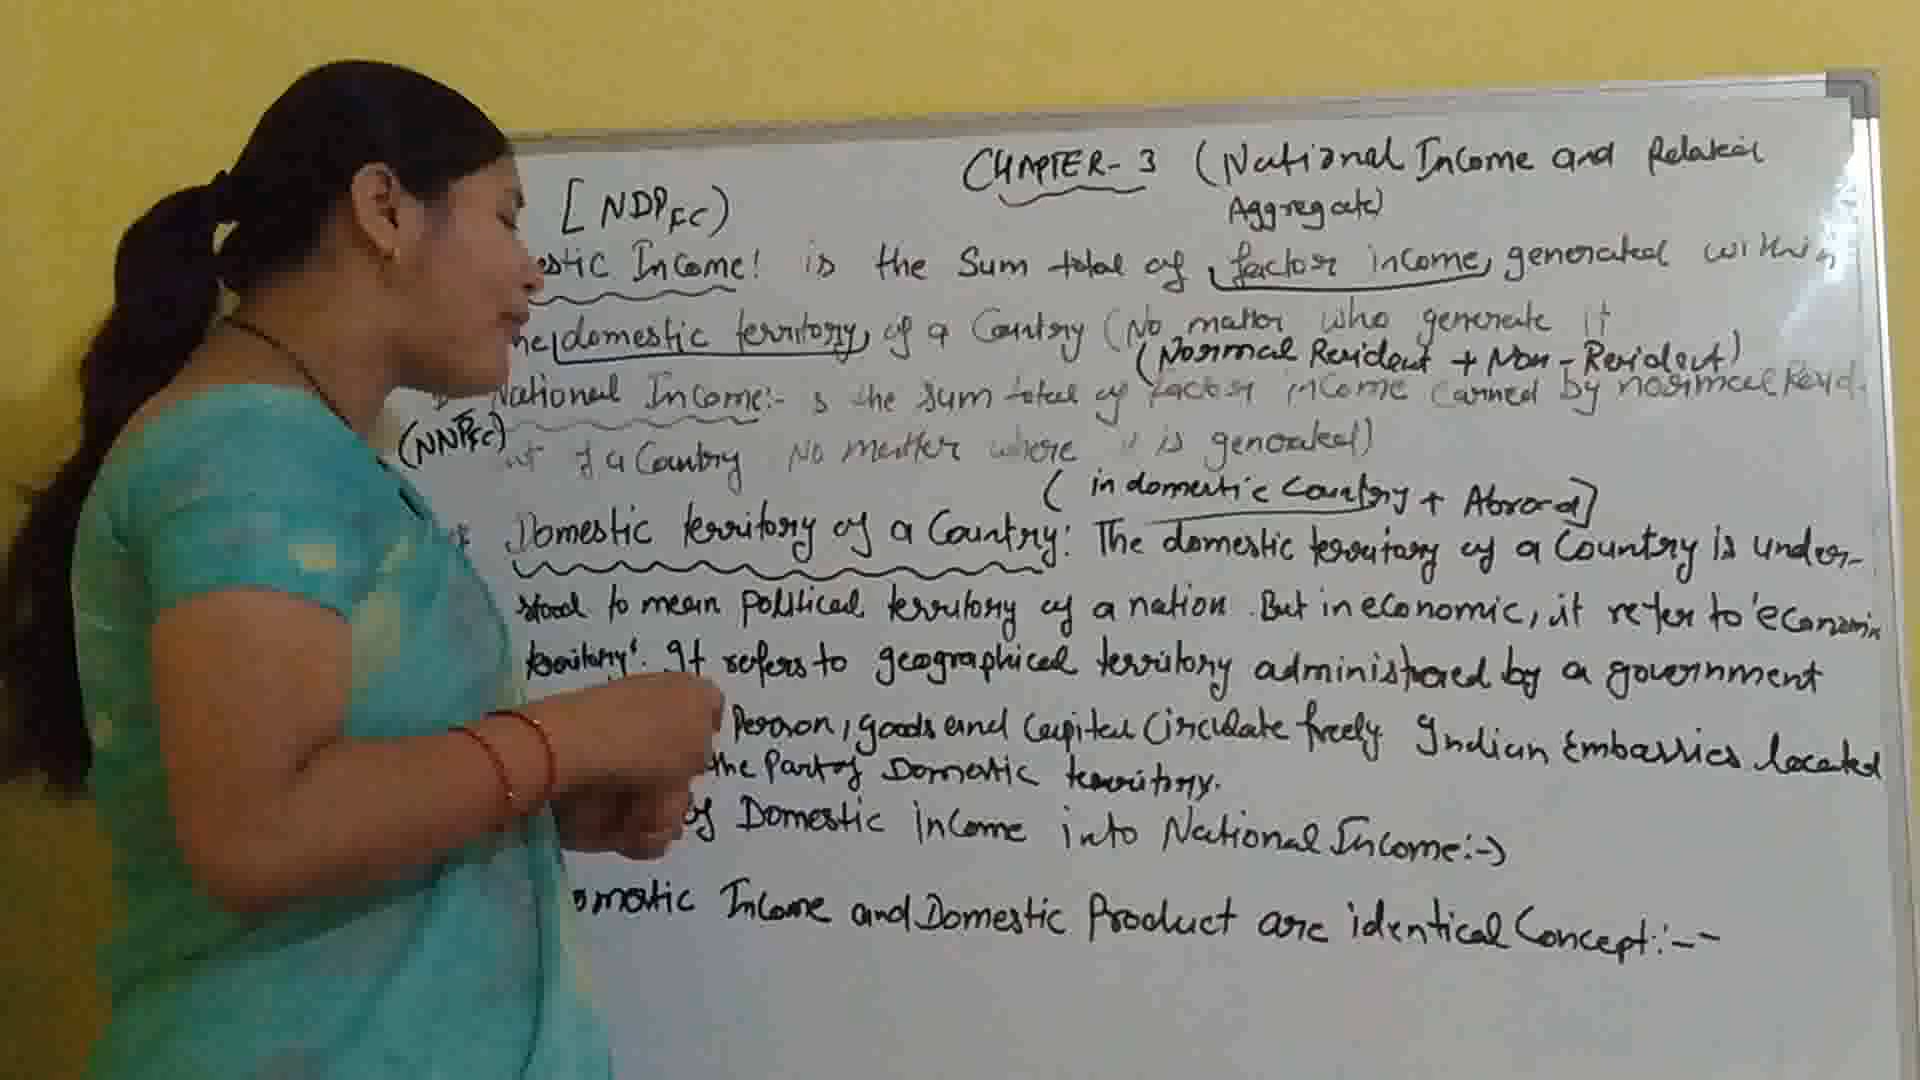 CHAPTER-3 (National Income and Related
Aggregate)
[NDP FC)
estic Income! is the sum total of factor income, generated within
he domestic territory, of a Country (No matter who generate it
(Normal Resident + Non-Resident)
National Income:- s the sum total of factor income earned by normal Resid-
(NNP FC)
nt of a Country No matter where it is generated)
(in domestic Country + Abroad]
* Domestic territory of a Country: The domestic territory of a Country is under-
stood to mean political territory of a nation. But in economic, it refer to 'economic
territory'. It refers to geographical territory administered by a government
Person, goods and Capital Circulate freely. Indian Embassies located
the Part of Domestic territory.
of Domestic income into National Income:-)
omestic Income and Domestic Product are identical Concept:--